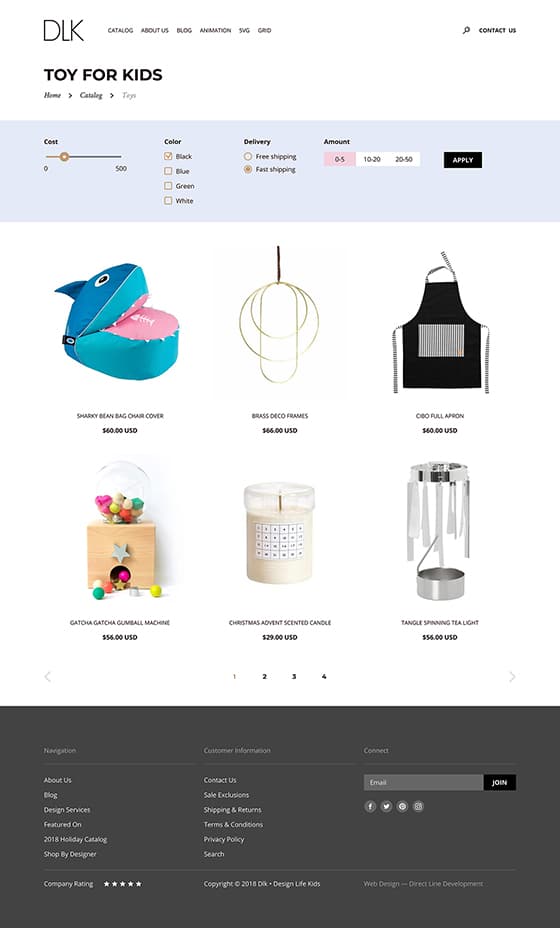 DLK CATALOG ABOUT US BLOG ANIMATION SVG GRID CONTACT US
TOY FOR KIDS
Home > Catalog > Toys
Cost Color Delivery Amount
Black Free shipping 0-5 10-20 20-50 APPLY
0 500 Blue Fast shipping
Green
White
SHARKY BEAN BAG CHAIR COVER BRASS DECO FRAMES CIBO FULL APRON
$60.00 USD $66.00 USD $60.00 USD
GATCHA GATCHA GUMBALL MACHINE CHRISTMAS ADVENT SCENTED CANDLE TANGLE SPINNING TEA LIGHT
$56.00 USD $29.00 USD $56.00 USD
1 2 3 4
Navigation Customer Information Connect
About Us Contact Us Email JOIN
Blog Sale Exclusions
Design Services Shipping & Returns
Featured On Terms & Conditions
2018 Holiday Catalog Privacy Policy
Shop By Designer Search
Company Rating ★★★★★ Copyright © 2018 Dlk • Design Life Kids Web Design — Direct Line Development